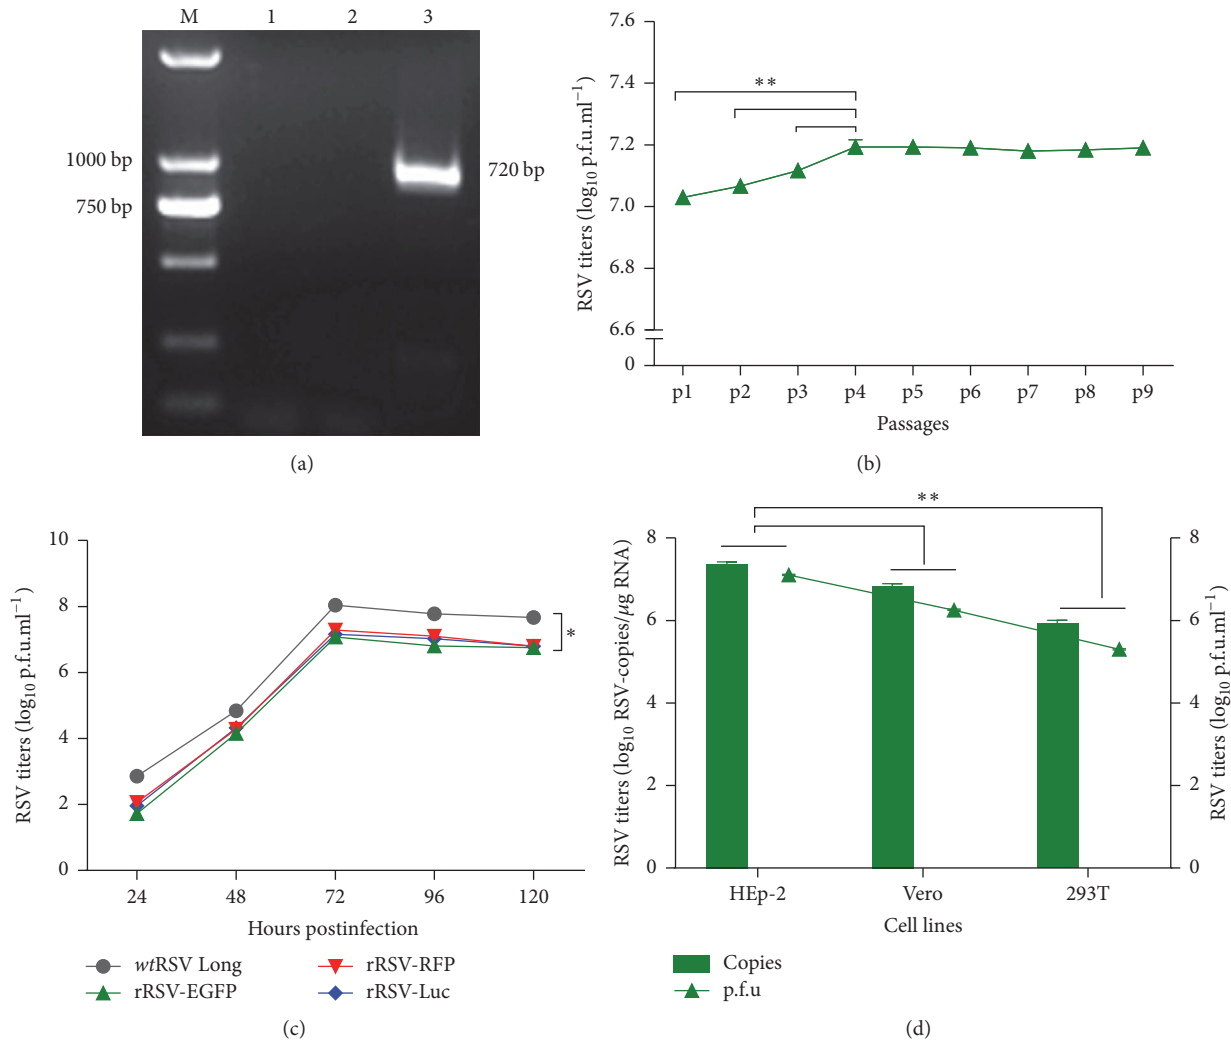 M 1 2 3
1000 bp
750 bp
720 bp
(a)
RSV titers (log₁₀ p.f.u.ml⁻¹)
7.6
7.4
7.2
7.0
6.8
6.6
0
**
p1 p2 p3 p4 p5 p6 p7 p8 p9
Passages
(b)
RSV titers (log₁₀ p.f.u.ml⁻¹)
10
8
6
4
2
0
*
24 48 72 96 120
Hours postinfection
wtRSV Long
rRSV-RFP
rRSV-EGFP
rRSV-Luc
(c)
RSV titers (log₁₀ RSV-copies/μg RNA)
8
6
4
2
0
**
8
6
4
2
0
RSV titers (log₁₀ p.f.u.ml⁻¹)
HEp-2 Vero 293T
Cell lines
Copies
p.f.u
(d)